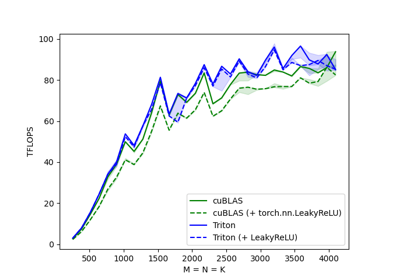 100
80
60
40
20
0
TFLOPS
500
1000
1500
2000
2500
3000
3500
4000
M = N = K
cuBLAS
cuBLAS (+ torch.nn.LeakyReLU)
Triton
Triton (+ LeakyReLU)